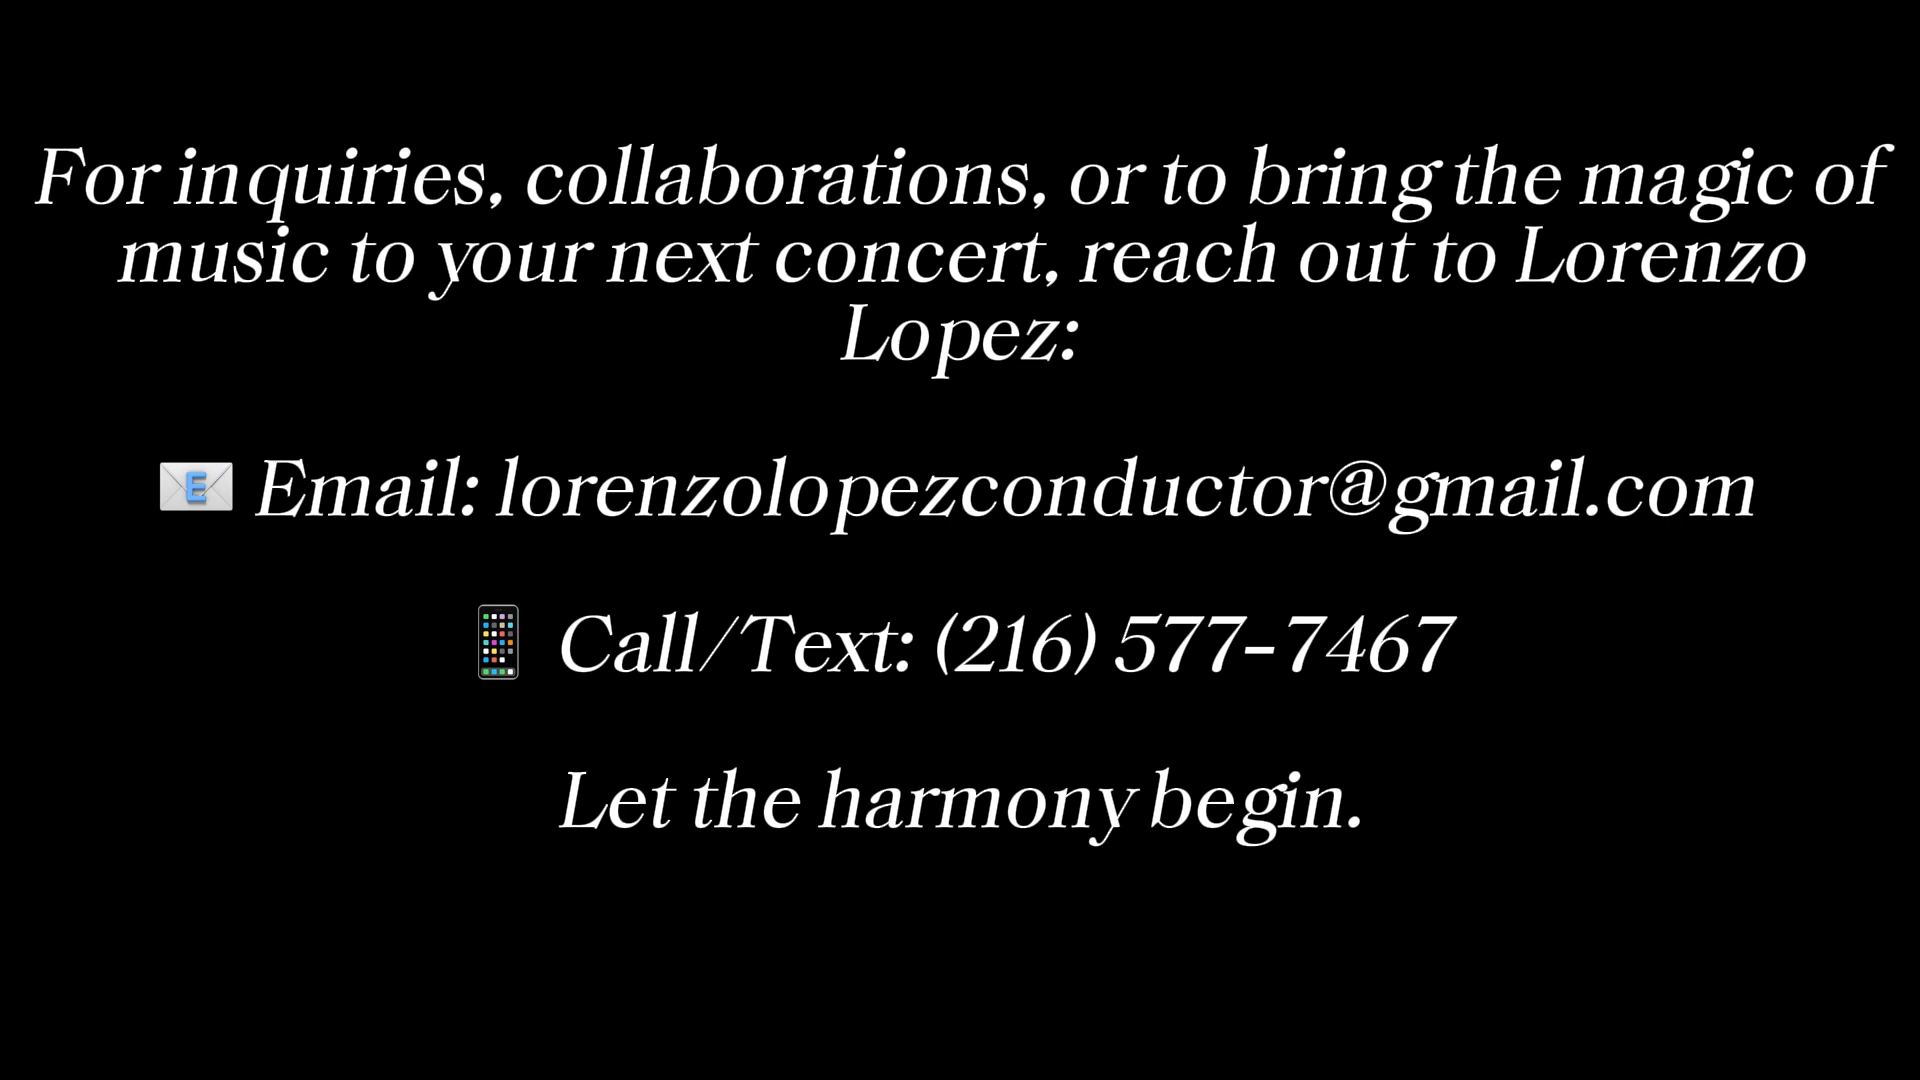 For inquiries, collaborations, or to bring the magic of
music to your next concert, reach out to Lorenzo
Lopez:
📧 Email: lorenzolopezconductor@gmail.com
📱 Call/Text: (216) 577-7467
Let the harmony begin.